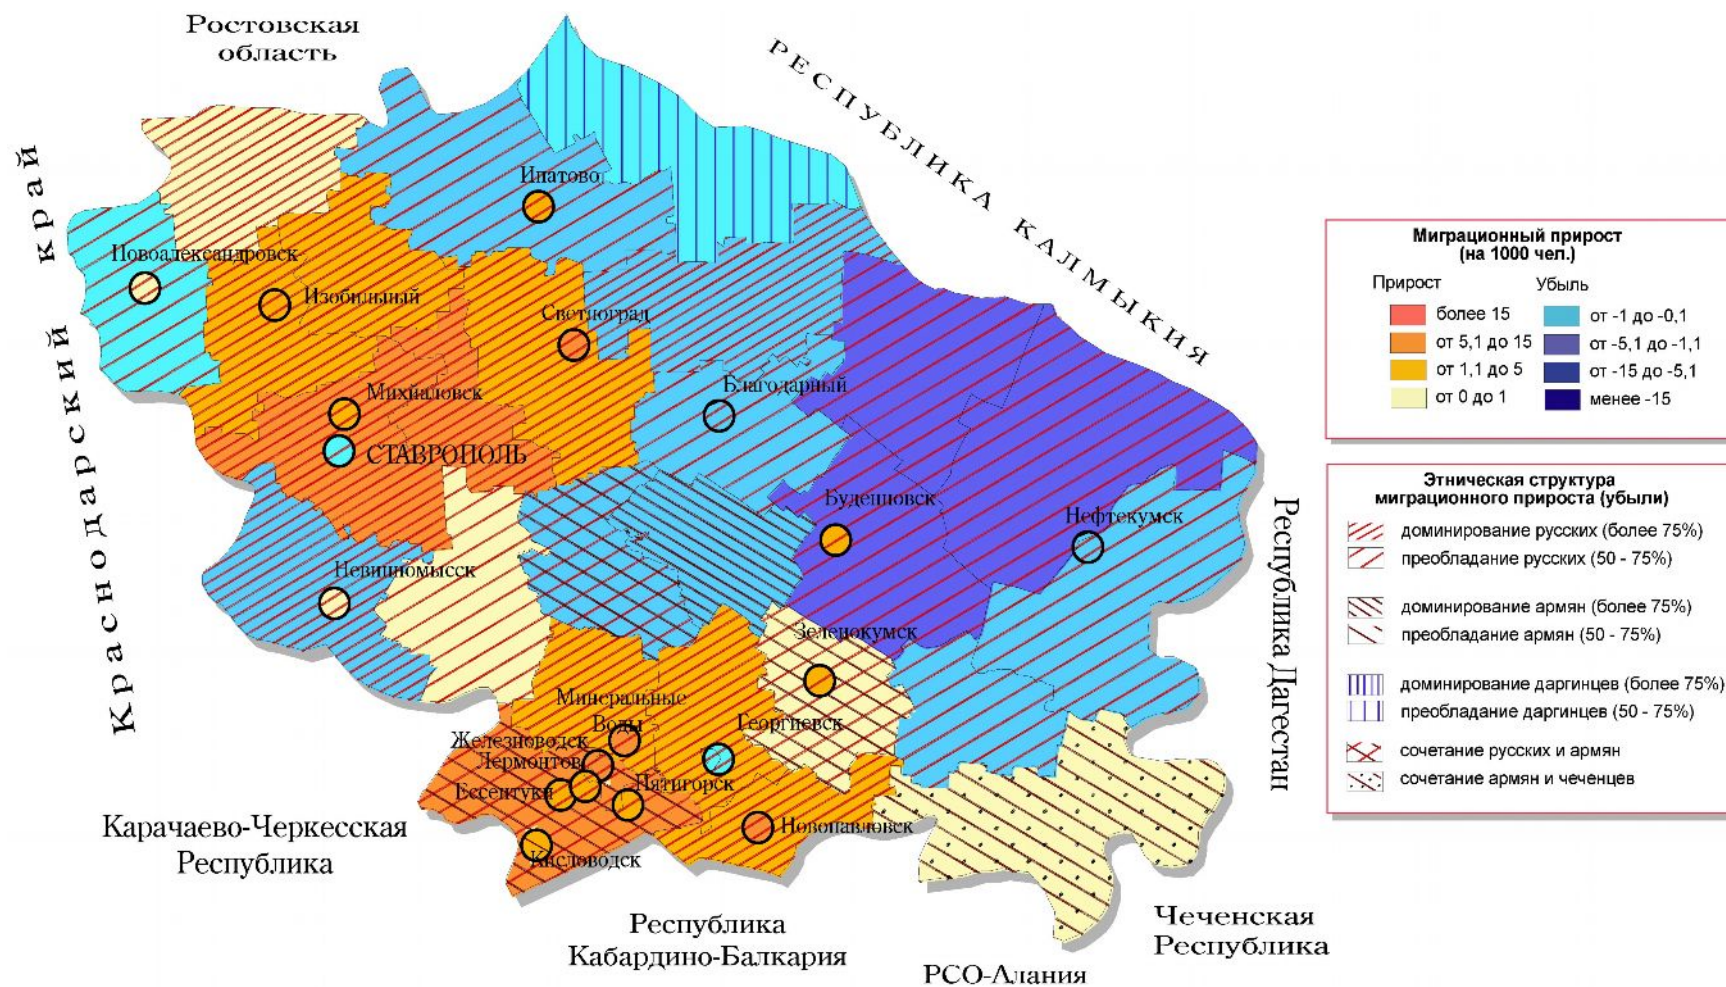 Ростовская
область
РЕСПУБЛИКА КАЛМЫКИЯ
Краснодарский край
Ипатово
Новоалександровск
Изобильный
Светлоград
Михйаловск
Благодарный
СТАВРОПОЛЬ
Буденновск
Нефтекумск
Невинномысск
Зеленокумск
Минеральные
Воды
Георгиевск
Железноводск
Лермонтов
Ессентуки
Пятигорск
Новопавловск
Кисловодск
Республика Дагестан
Карачаево-Черкесская
Республика
Республика
Кабардино-Балкария
РСО-Алания
Чеченская
Республика
Миграционный прирост
(на 1000 чел.)
Прирост Убыль
более 15 от -1 до -0,1
от 5,1 до 15 от -5,1 до -1,1
от 1,1 до 5 от -15 до -5,1
от 0 до 1 менее -15
Этническая структура
миграционного прироста (убыли)
доминирование русских (более 75%)
преобладание русских (50 - 75%)
доминирование армян (более 75%)
преобладание армян (50 - 75%)
доминирование даргинцев (более 75%)
преобладание даргинцев (50 - 75%)
сочетание русских и армян
сочетание армян и чеченцев